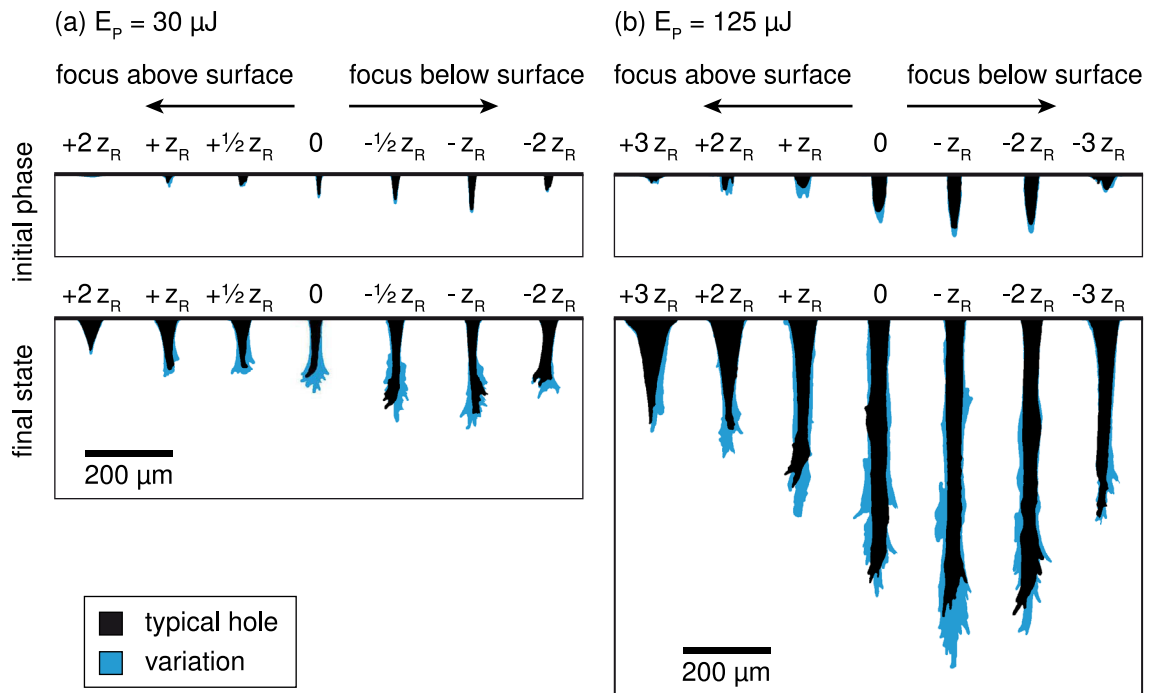 (a) E_P = 30 µJ
focus above surface focus below surface
+2 z_R + z_R +½ z_R 0 -½ z_R - z_R -2 z_R
initial phase
+2 z_R + z_R +½ z_R 0 -½ z_R - z_R -2 z_R
final state
200 µm
typical hole
variation
(b) E_P = 125 µJ
focus above surface focus below surface
+3 z_R +2 z_R + z_R 0 - z_R -2 z_R -3 z_R
+3 z_R +2 z_R + z_R 0 - z_R -2 z_R -3 z_R
200 µm